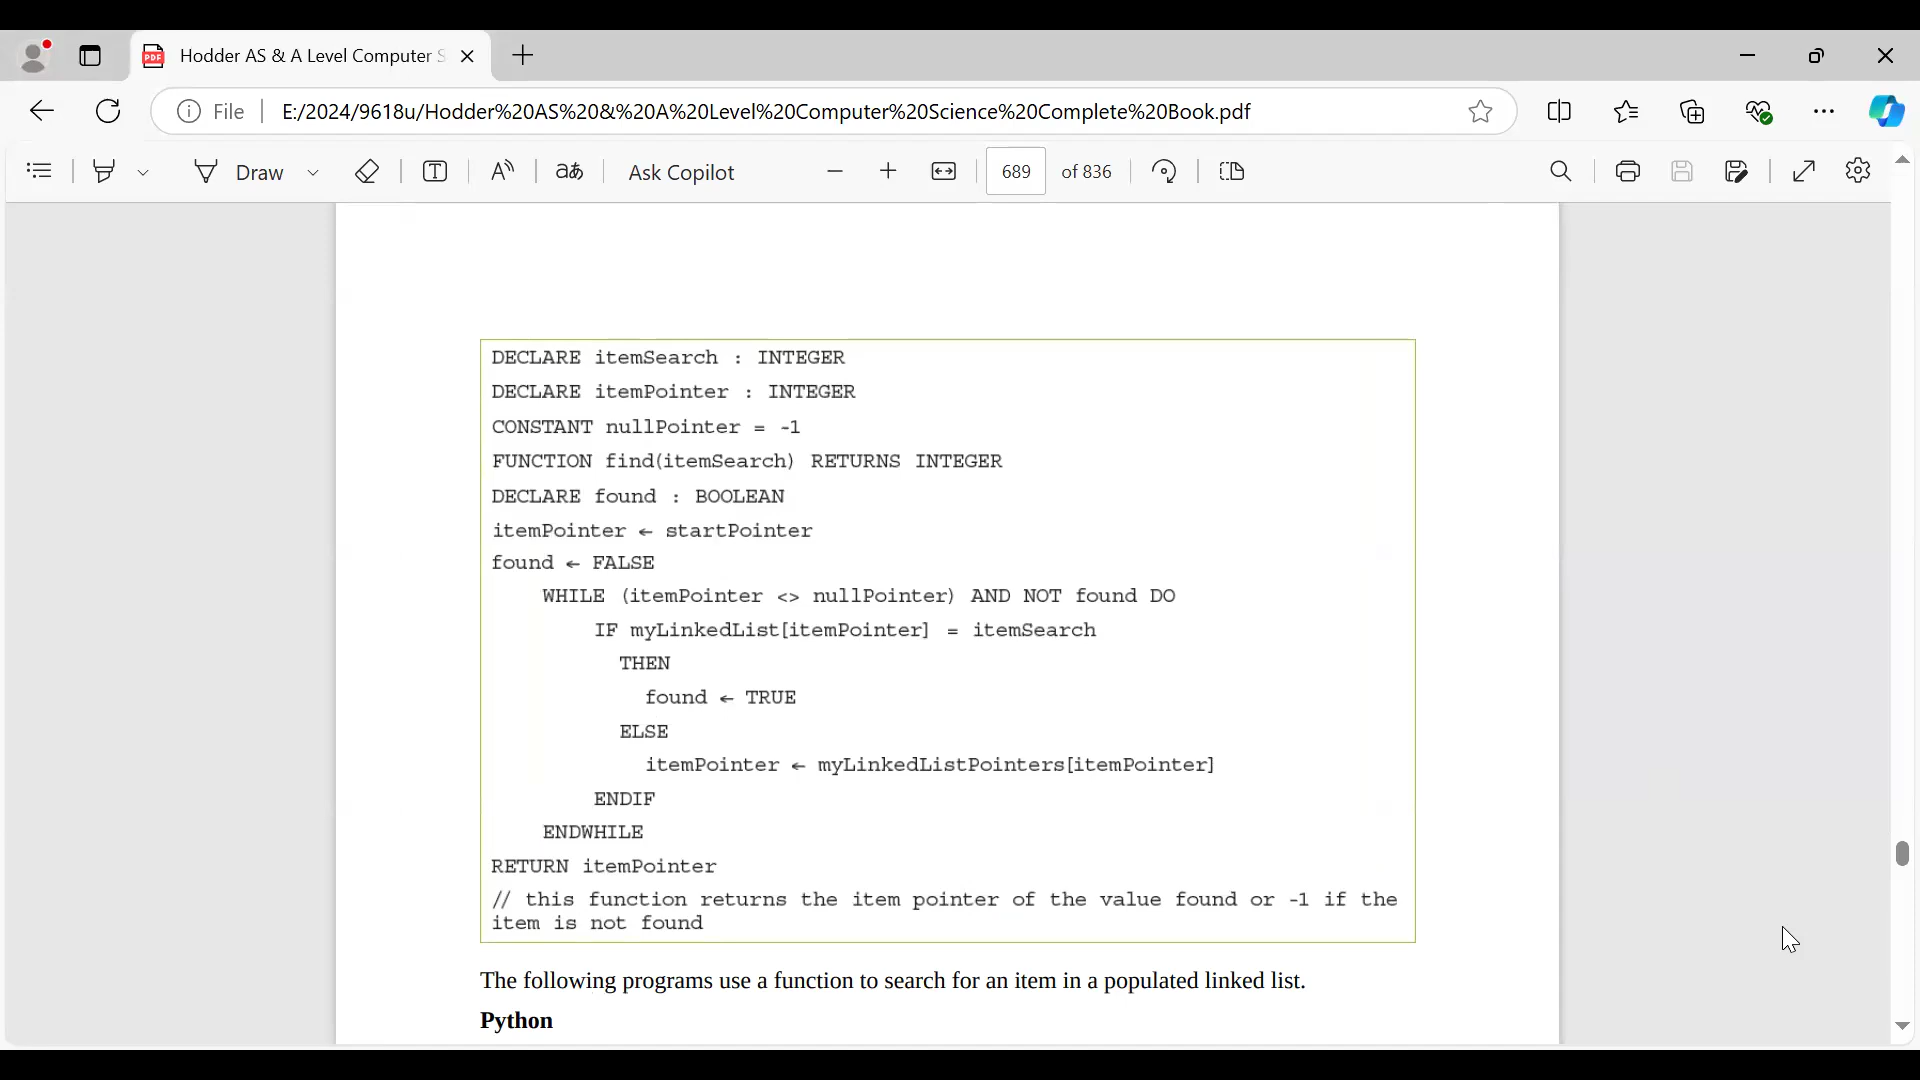 Hodder AS & A Level Computer S
File
E:/2024/9618u/Hodder%20AS%20&%20A%20Level%20Computer%20Science%20Complete%20Book.pdf
Draw
Ask Copilot
689
of 836
DECLARE itemSearch : INTEGER
DECLARE itemPointer : INTEGER
CONSTANT nullPointer = -1
FUNCTION find(itemSearch) RETURNS INTEGER
DECLARE found : BOOLEAN
itemPointer ← startPointer
found ← FALSE
WHILE (itemPointer <> nullPointer) AND NOT found DO
IF myLinkedList[itemPointer] = itemSearch
THEN
found ← TRUE
ELSE
itemPointer ← myLinkedListPointers[itemPointer]
ENDIF
ENDWHILE
RETURN itemPointer
// this function returns the item pointer of the value found or -1 if the
item is not found
The following programs use a function to search for an item in a populated linked list.
Python